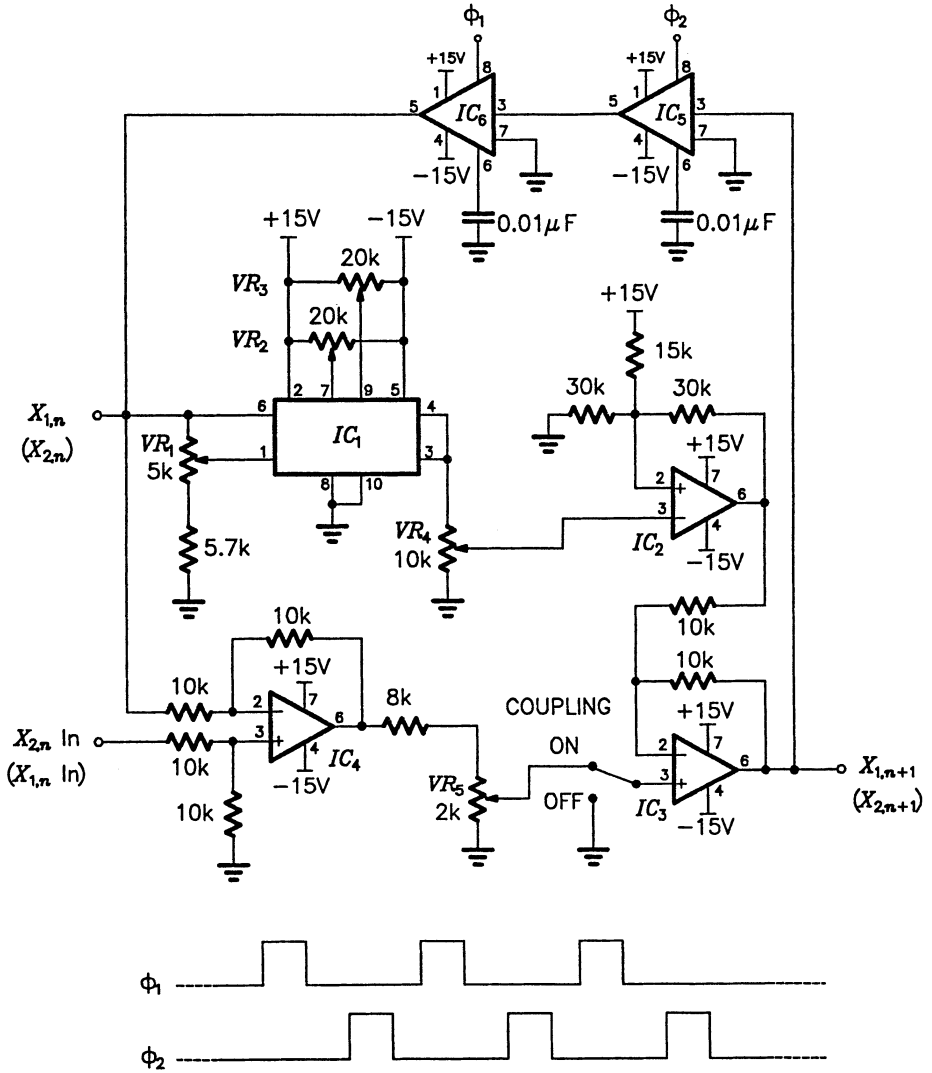 ϕ1 ϕ2
+15V 8 +15V 8
1 IC6 3 1 IC5 3
5 7 5 7
4 6 4 6
−15V −15V
0.01μF 0.01μF
+15V −15V
20k
VR3
20k
VR2
+15V
15k
30k 30k
2 7 9 5
X1,n 6 IC1 4
(X2,n) VR1 1 3
5k
8 10
+15V
2 + 7 6
3 − 4
IC2 −15V
VR4
10k
5.7k
10k
10k
10k +15V
10k 2 − 7 6 8k
X2,n In 3 + 4 IC4
(X1,n In) 10k −15V
10k
VR5
2k
COUPLING
ON
OFF
+15V
2 − 7 6
3 + 4
IC3 −15V
X1,n+1
(X2,n+1)
ϕ1
ϕ2